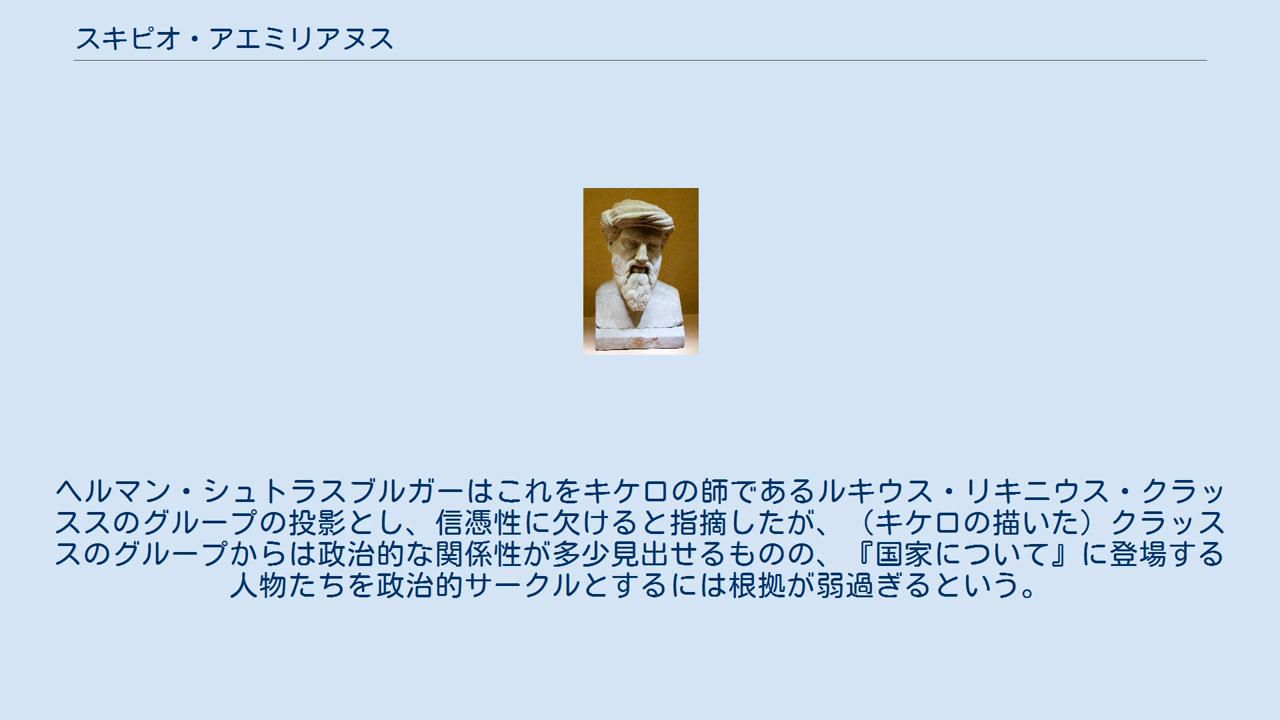 スキピオ・アエミリアヌス
ヘルマン・シュトラスブルガーはこれをキケロの師であるルキウス・リキニウス・クラッ
ススのグループの投影とし、信憑性に欠けると指摘したが、（キケロの描いた）クラッス
スのグループからは政治的な関係性が多少見出せるものの、『国家について』に登場する
人物たちを政治的サークルとするには根拠が弱過ぎるという。